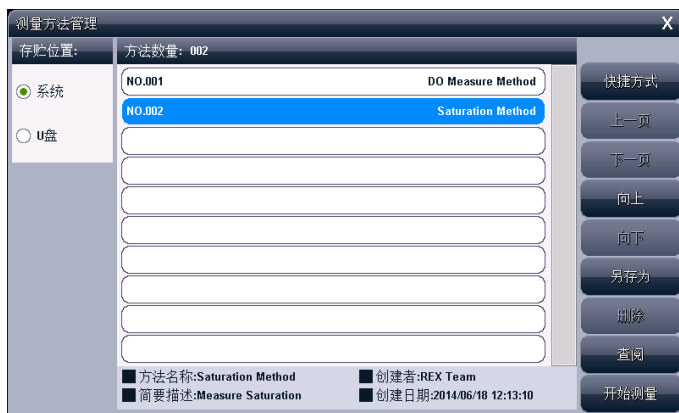 测量方法管理 X
存贮位置: 方法数量: 002
系统
U盘
NO.001 DO Measure Method
NO.002 Saturation Method
方法名称:Saturation Method 创建者:REX Team
简要描述:Measure Saturation 创建日期:2014/06/18 12:13:10
快捷方式
上一页
下一页
向上
向下
另存为
删除
查阅
开始测量